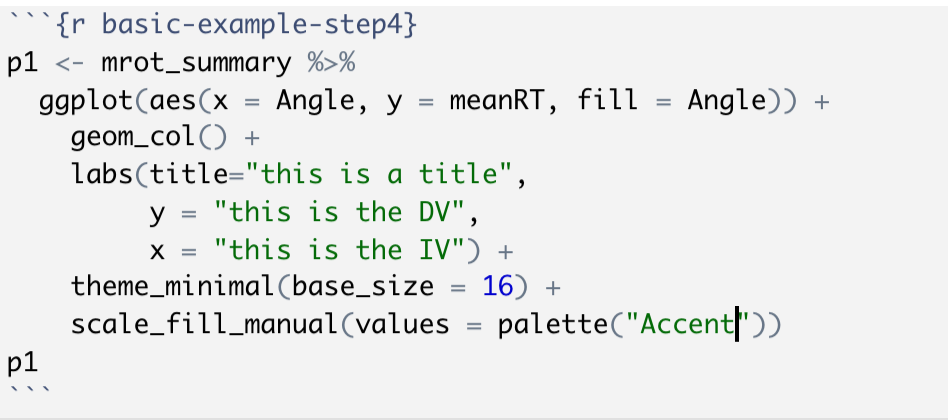 ```{r basic-example-step4}
p1 <- mrot_summary %>%
  ggplot(aes(x = Angle, y = meanRT, fill = Angle)) +
    geom_col() +
    labs(title="this is a title",
         y = "this is the DV",
         x = "this is the IV") +
    theme_minimal(base_size = 16) +
    scale_fill_manual(values = palette("Accent"))
p1
```